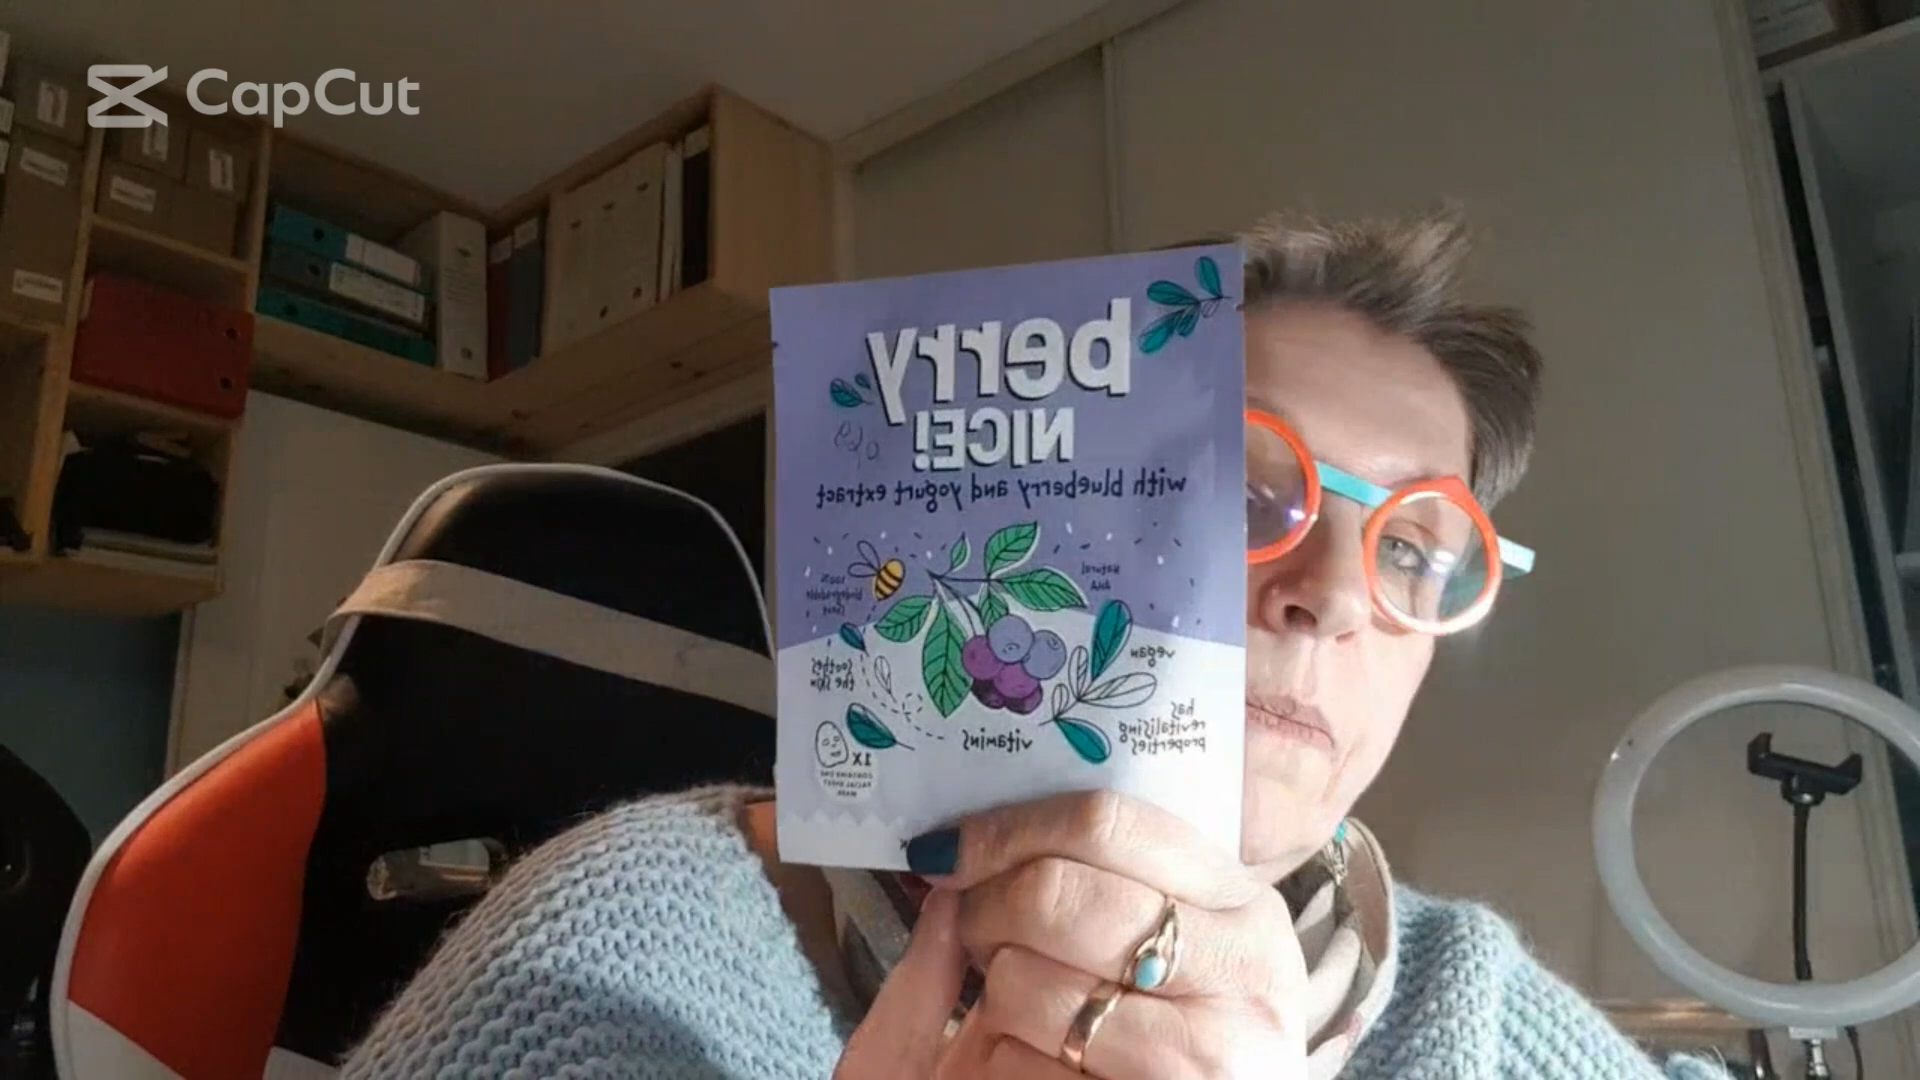 CapCut
berry
NICE!
with blueberry and yogurt extract
Natural
AHA
100%
biodegradable
sheet
vegan
soothes
the skin
has
revitalising
properties
vitamins
1X
CONTAINS ONE
FACIAL SHEET
MASK